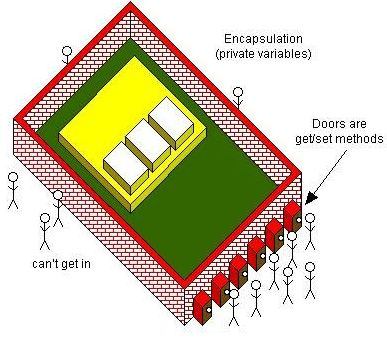 Encapsulation
(private variables)
Doors are
get/set methods
can't get in